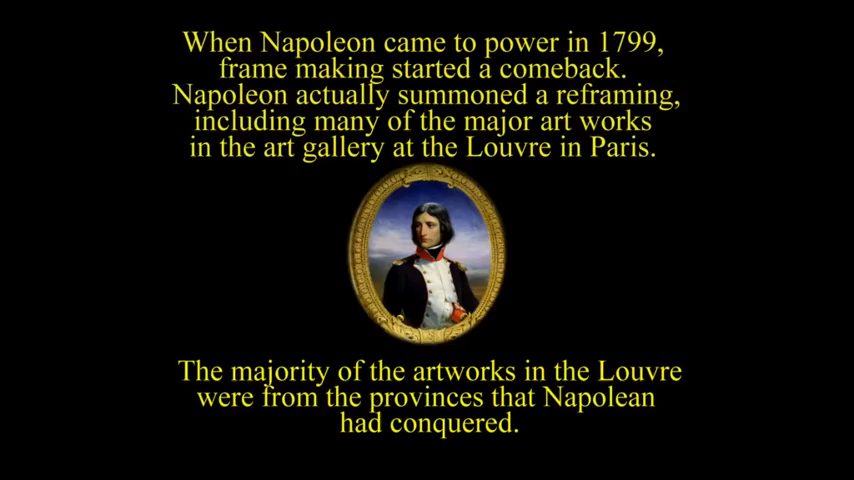 When Napoleon came to power in 1799,
frame making started a comeback.
Napoleon actually summoned a reframing,
including many of the major art works
in the art gallery at the Louvre in Paris.
The majority of the artworks in the Louvre
were from the provinces that Napolean
had conquered.